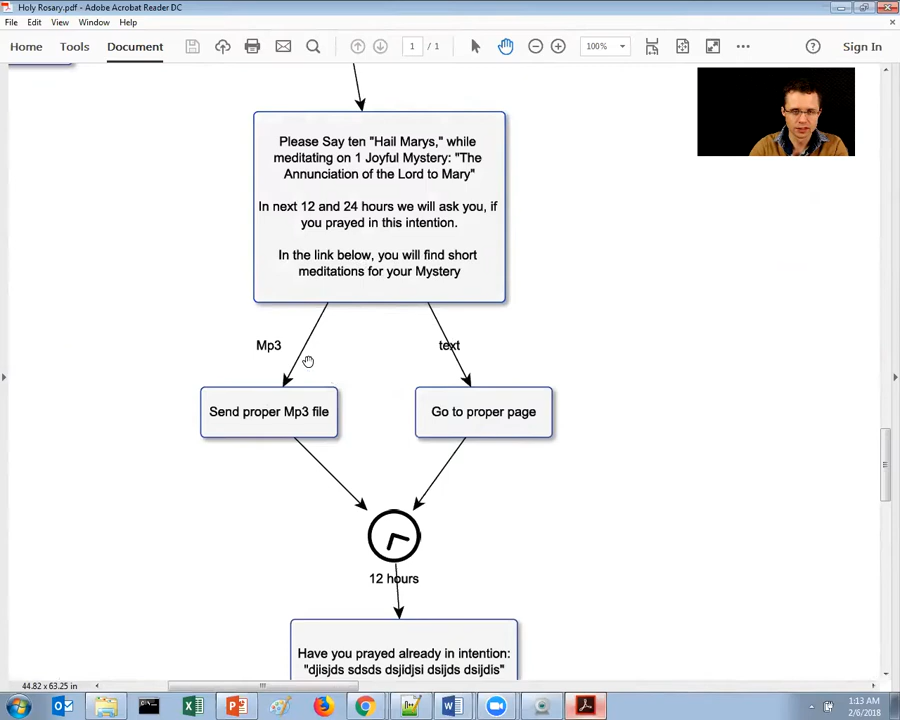 Holy Rosary.pdf - Adobe Acrobat Reader DC
File Edit View Window Help
Home Tools Document 1 / 1 100% Sign In
Please Say ten "Hail Marys," while
meditating on 1 Joyful Mystery: "The
Annunciation of the Lord to Mary"
In next 12 and 24 hours we will ask you, if
you prayed in this intention.
In the link below, you will find short
meditations for your Mystery
Mp3 text
Send proper Mp3 file Go to proper page
12 hours
Have you prayed already in intention:
"djisjds sdsds dsjidjsi dsijds dsijdis"
44.82 x 63.25 in
1:13 AM
2/6/2018